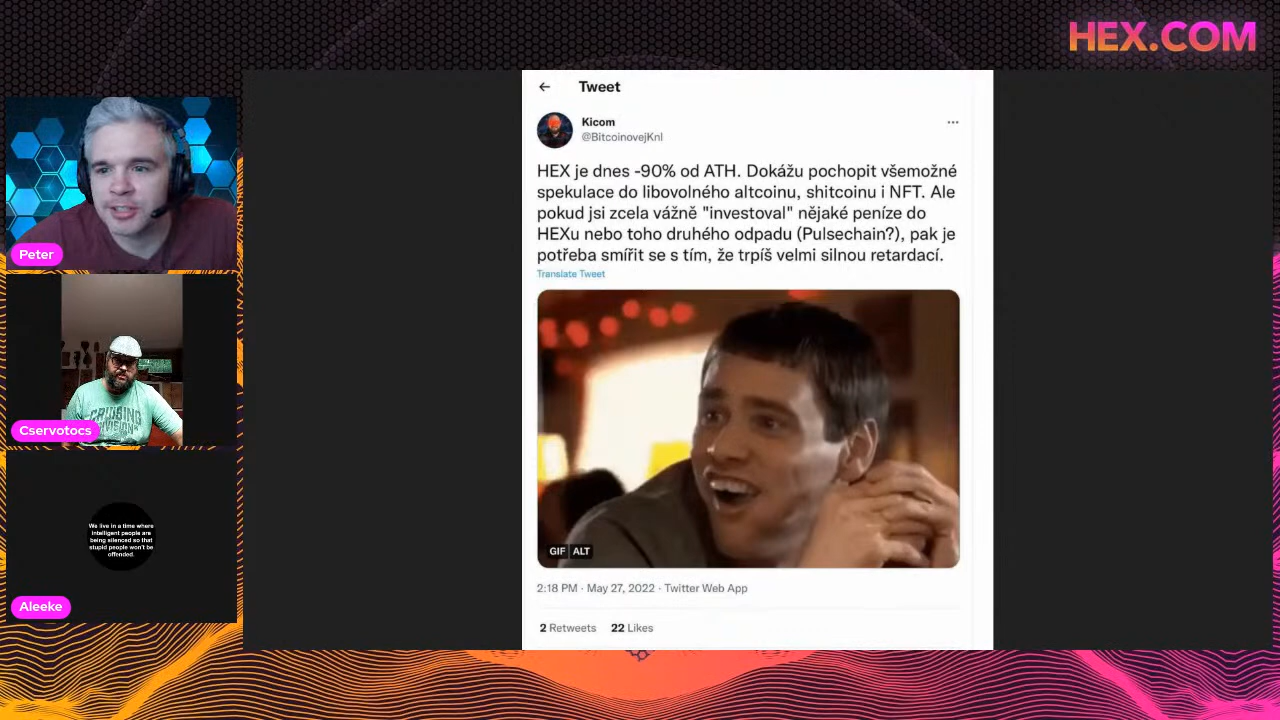 HEX.COM
Peter
Cservotocs
CRUISING
DIVISION
We live in a time where
intelligent people are
being silenced so that
stupid people won't be
offended.
Aleeke
Tweet
Kicom
@BitcoinovejKnl
HEX je dnes -90% od ATH. Dokážu pochopit všemožné
spekulace do libovolného altcoinu, shitcoinu i NFT. Ale
pokud jsi zcela vážně "investoval" nějaké peníze do
HEXu nebo toho druhého odpadu (Pulsechain?), pak je
potřeba smířit se s tím, že trpíš velmi silnou retardací.
Translate Tweet
GIF ALT
2:18 PM · May 27, 2022 · Twitter Web App
2 Retweets 22 Likes